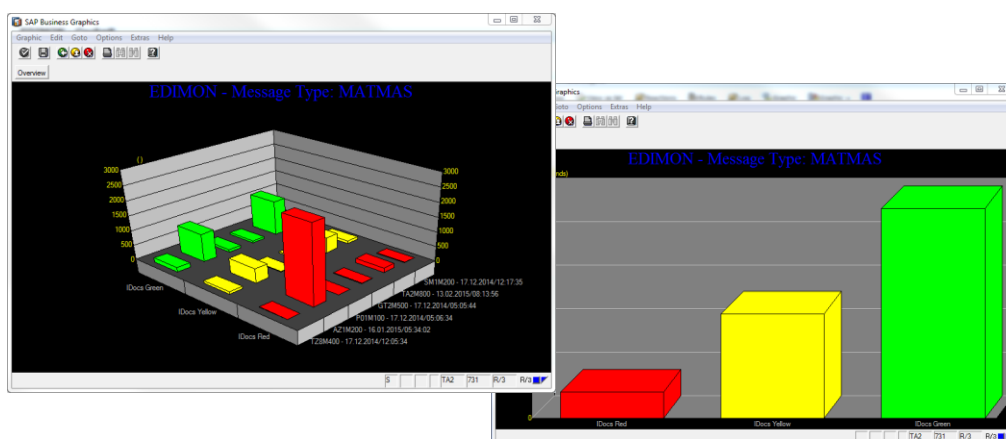 SAP Business Graphics
Graphic Edit Goto Options Extras Help
Overview
EDIMON - Message Type: MATMAS
()
3000
2500
2000
1500
1000
500
0
3000
2500
2000
1500
1000
500
0
IDocs Green
IDocs Yellow
IDocs Red
SM1M200 - 17.12.2014/12:17:35
TA2M800 - 13.02.2015/08:13:56
GT2M500 - 17.12.2014/05:05:44
P01M100 - 17.12.2014/05:06:34
AZ1M200 - 16.01.2015/05:34:02
TZ8M400 - 17.12.2014/12:05:34
S TA2 731 R/3 R/3
Goto Options Extras Help
EDIMON - Message Type: MATMAS
0
IDocs Red IDocs Yellow IDocs Green
TA2 731 R/3 R/3